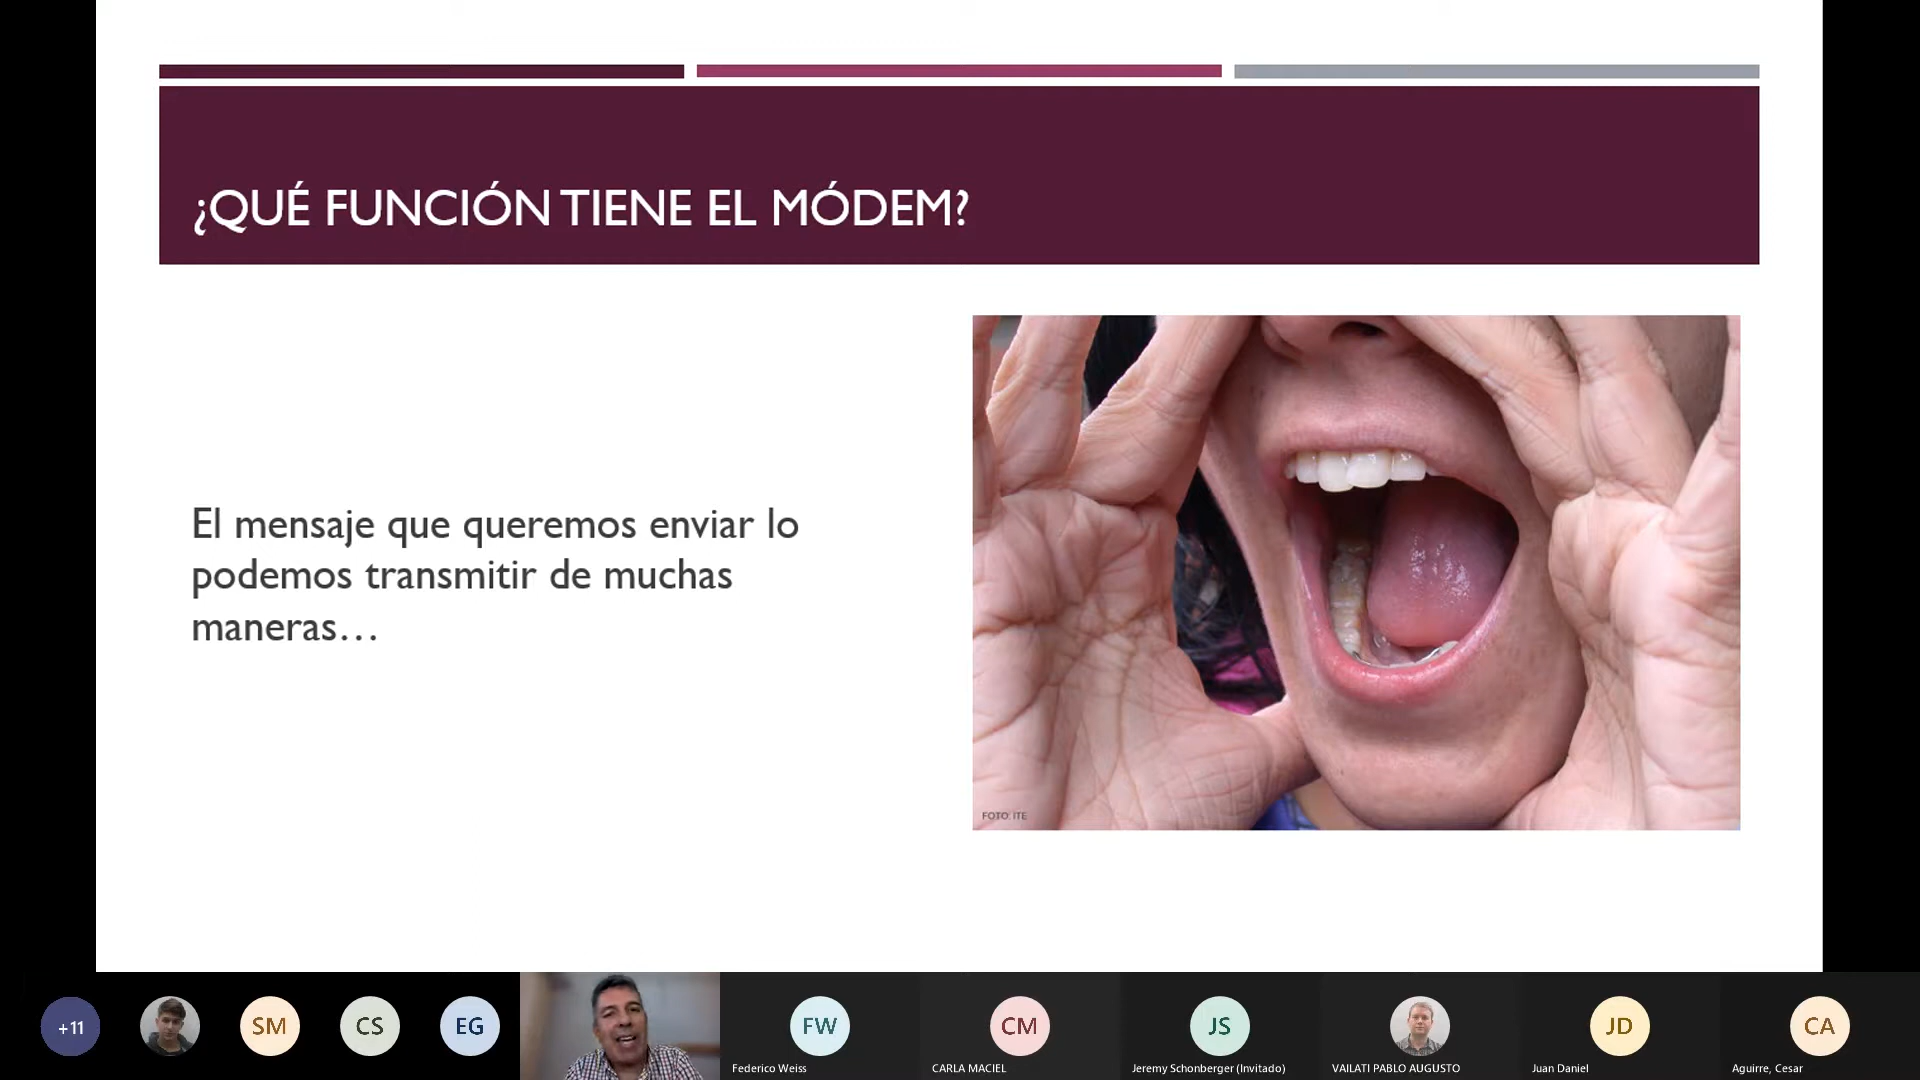 ¿QUÉ FUNCIÓN TIENE EL MÓDEM?
El mensaje que queremos enviar lo
podemos transmitir de muchas
maneras…
FOTO: ITE
+11
SM
CS
EG
FW
CM
JS
JD
CA
Federico Weiss
CARLA MACIEL
Jeremy Schonberger (Invitado)
VAILATI PABLO AUGUSTO
Juan Daniel
Aguirre, Cesar